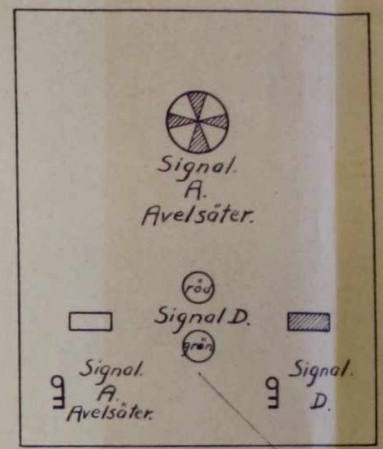 Signal.
A.
Avelsäter.
röd
Signal D.
grön
Signal.
A.
Avelsäter.
Signal.
D.